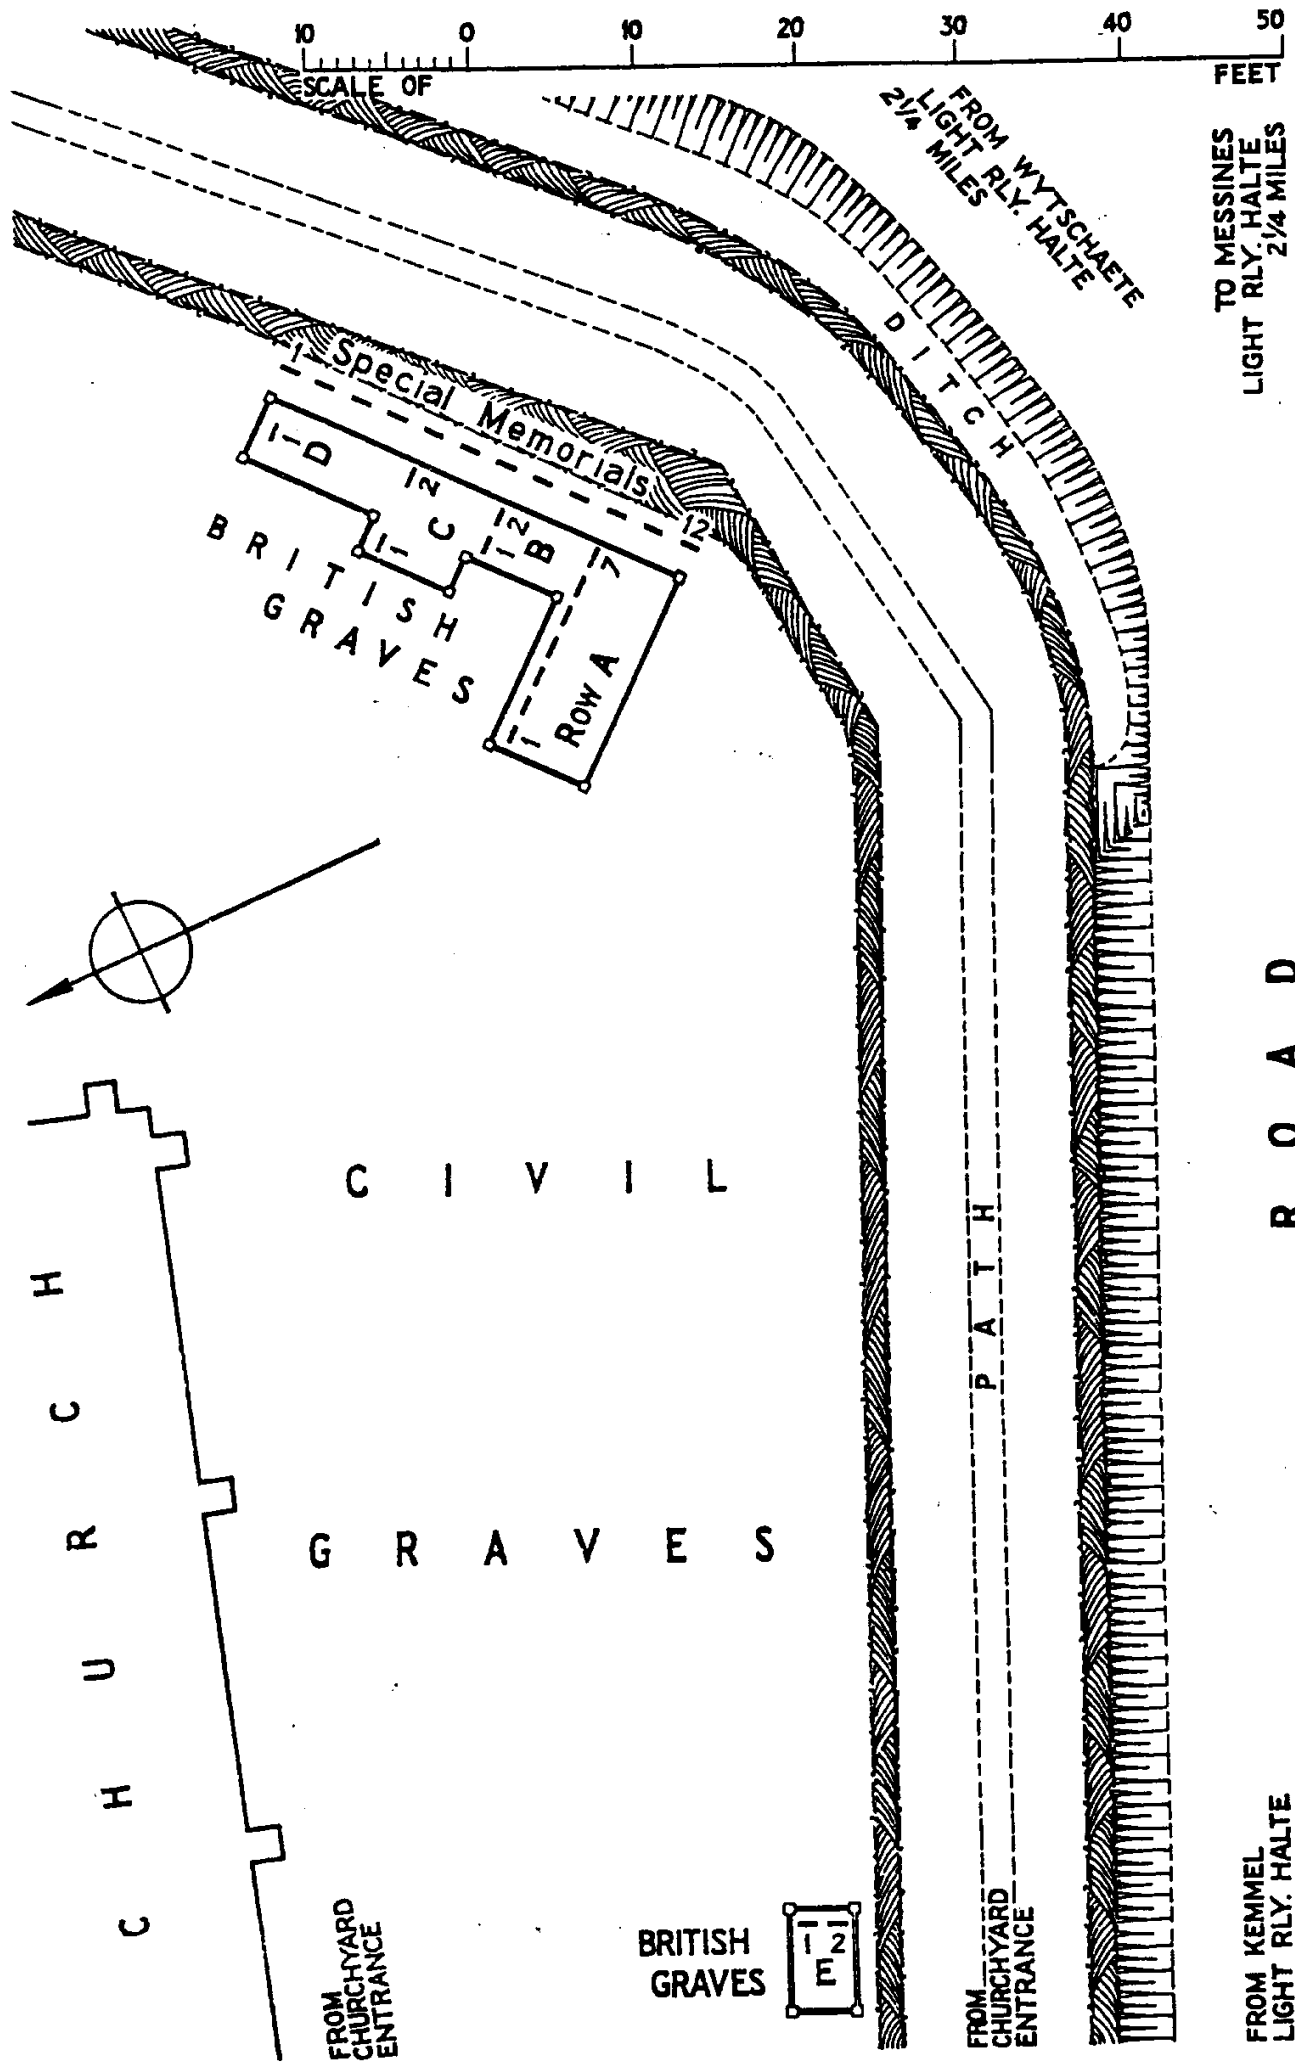 10 0 10 20 30 40 50
SCALE OF FEET
FROM WYTSCHAETE
LIGHT RLY. HALTE
2¼ MILES
TO MESSINES
LIGHT RLY. HALTE
2¼ MILES
DITCH
1 Special Memorials 12
1 D
2
1 C
2
1 B
7
1
Row A
BRITISH
GRAVES
CIVIL
GRAVES
CHURCH
PATH
ROAD
BRITISH
GRAVES
1 2
E
FROM
CHURCHYARD
ENTRANCE
FROM
CHURCHYARD
ENTRANCE
FROM KEMMEL
LIGHT RLY. HALTE